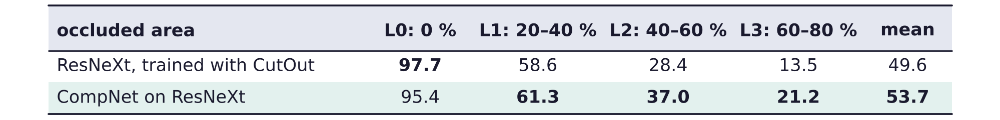 occluded area L0: 0 % L1: 20–40 % L2: 40–60 % L3: 60–80 % mean
ResNeXt, trained with CutOut 97.7 58.6 28.4 13.5 49.6
CompNet on ResNeXt 95.4 61.3 37.0 21.2 53.7